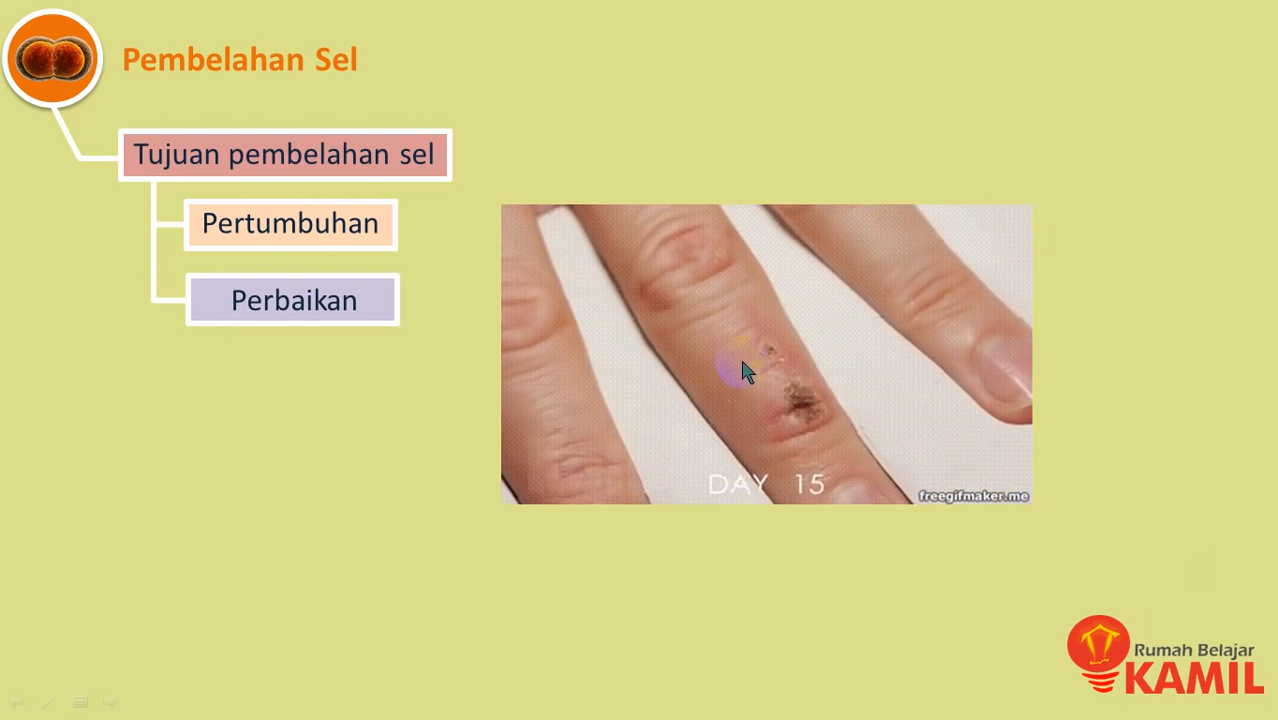 Pembelahan Sel
Tujuan pembelahan sel
Pertumbuhan
Perbaikan
DAY 15
freegifmaker.me
Rumah Belajar
KAMIL